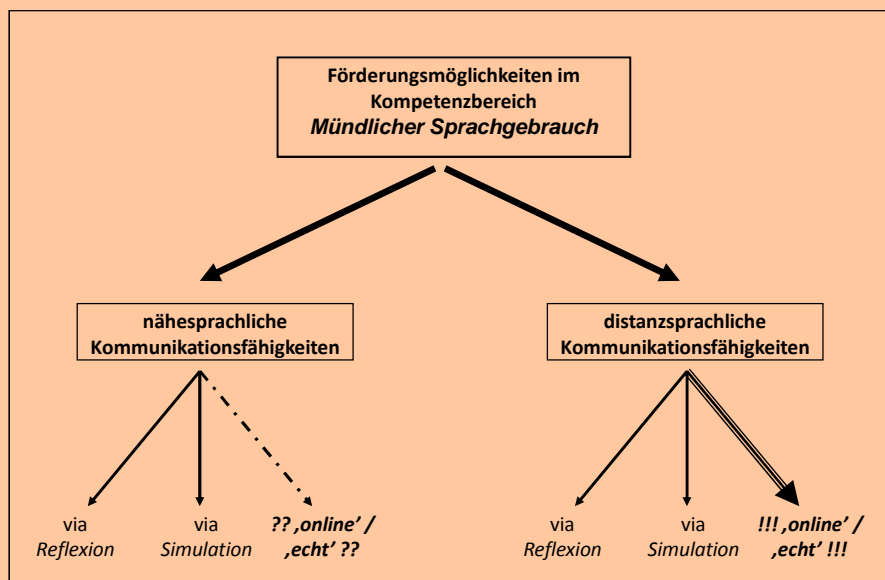 Förderungsmöglichkeiten im
Kompetenzbereich
Mündlicher Sprachgebrauch
nähesprachliche
Kommunikationsfähigkeiten
distanzsprachliche
Kommunikationsfähigkeiten
via
Reflexion
via
Simulation
?? ‚online’ /
‚echt’ ??
via
Reflexion
via
Simulation
!!! ‚online’ /
‚echt’ !!!